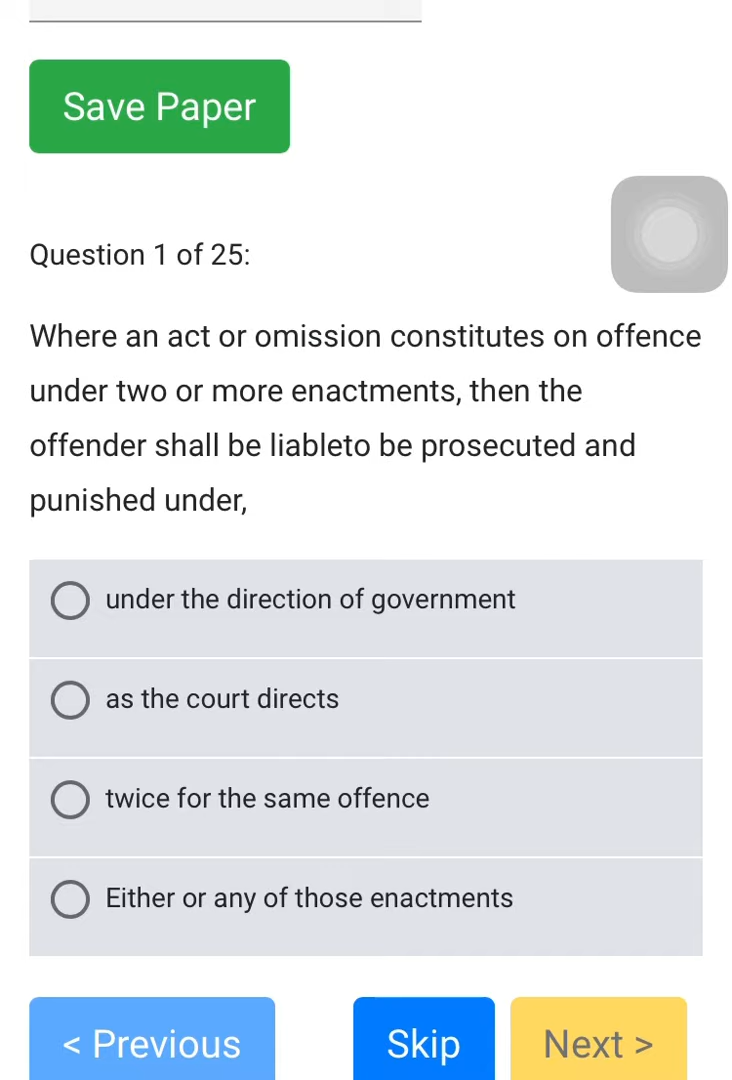 Save Paper
Question 1 of 25:
Where an act or omission constitutes on offence
under two or more enactments, then the
offender shall be liableto be prosecuted and
punished under,
under the direction of government
as the court directs
twice for the same offence
Either or any of those enactments
< Previous
Skip
Next >